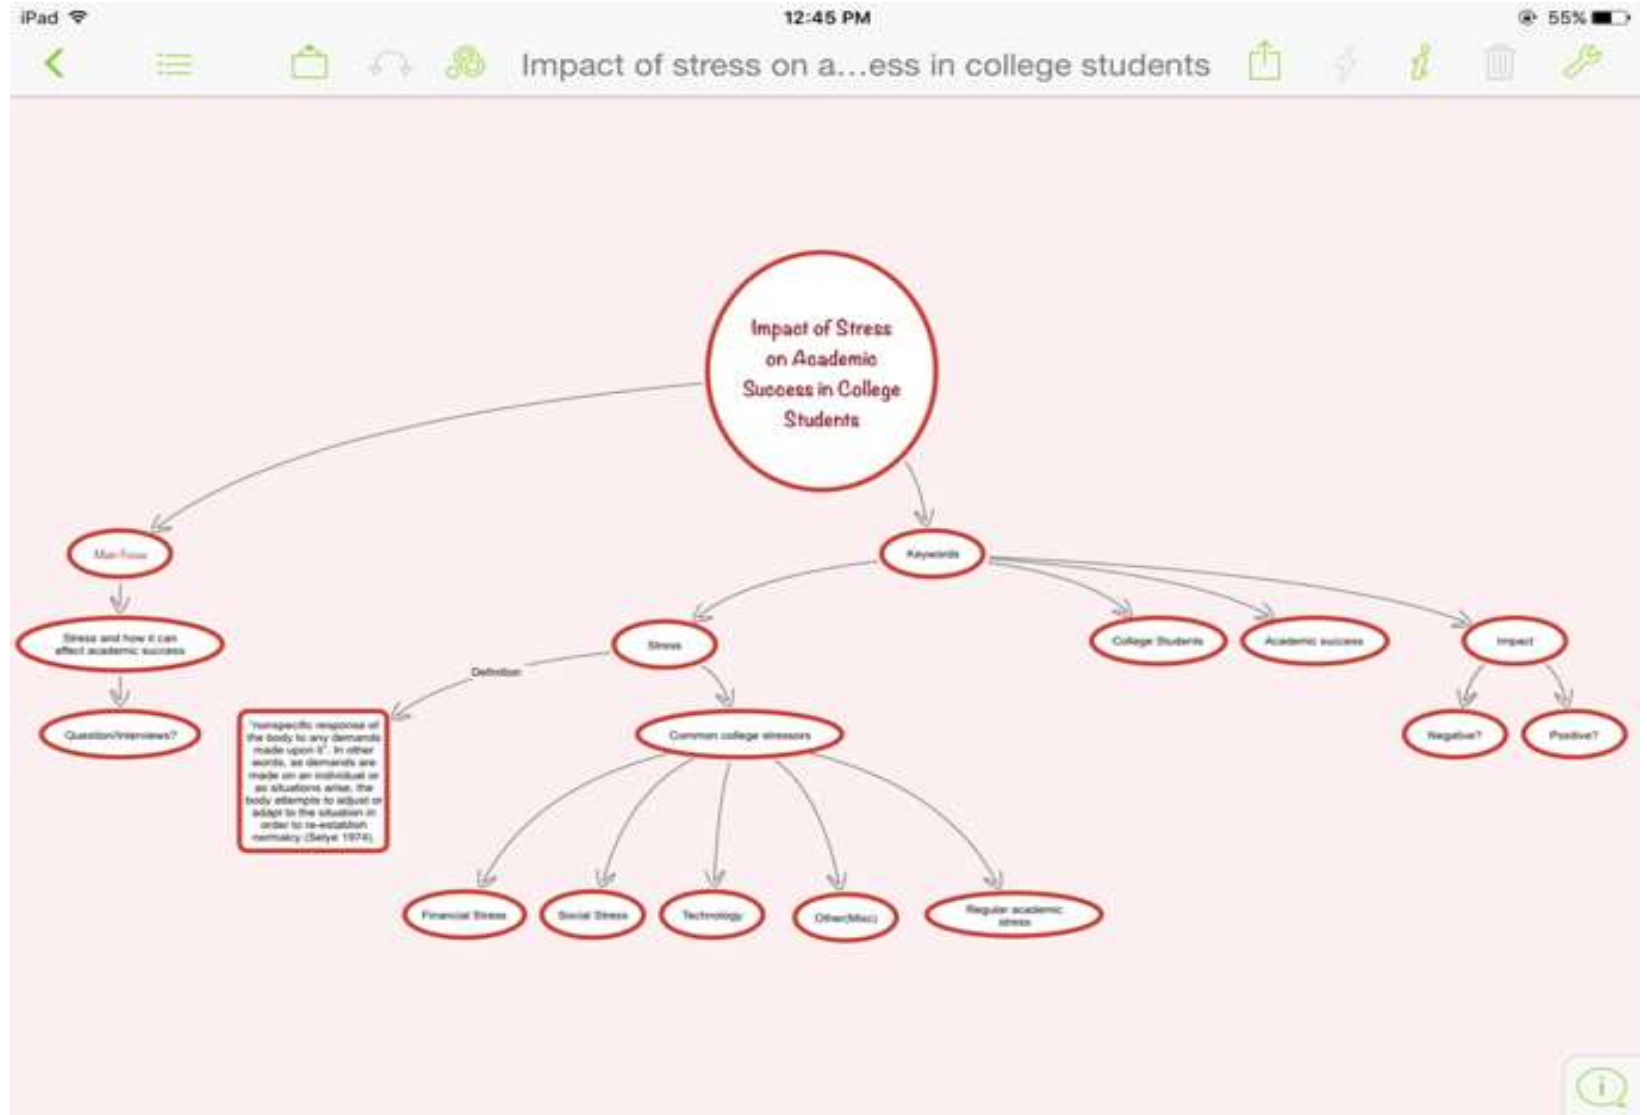 iPad
12:45 PM
55%
Impact of stress on a...ess in college students
Impact of Stress
on Academic
Success in College
Students
Main Focus
Keywords
Stress and how it can
affect academic success
Stress
College Students
Academic success
Impact
Definition
Question/Interviews?
"nonspecific response of
the body to any demands
made upon it". In other
words, as demands are
made on an individual or
as situations arise, the
body attempts to adjust or
adapt to the situation in
order to re-establish
normalcy (Selye 1974).
Common college stressors
Negative?
Positive?
Financial Stress
Social Stress
Technology
Other(Misc)
Regular academic
stress